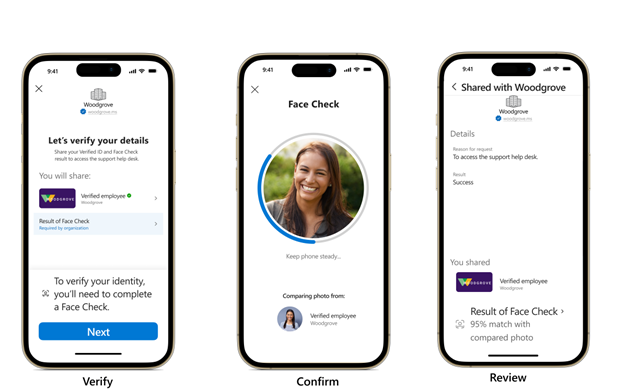 9:41
Woodgrove
woodgrove.ms
Let's verify your details
Share your Verified ID and Face Check
result to access the support help desk.
You will share:
WOODGROVE
Verified employee
Woodgrove
Result of Face Check
Required by organization
To verify your identity,
you'll need to complete
a Face Check.
Next
Verify
9:41
Face Check
Keep phone steady...
Comparing photo from:
Verified employee
Woodgrove
Confirm
9:41
Shared with Woodgrove
Woodgrove
woodgrove.ms
Details
Reason for request
To access the support help desk.
Result
Success
You shared
WOODGROVE
Verified employee
Woodgrove
Result of Face Check
95% match with
compared photo
Review